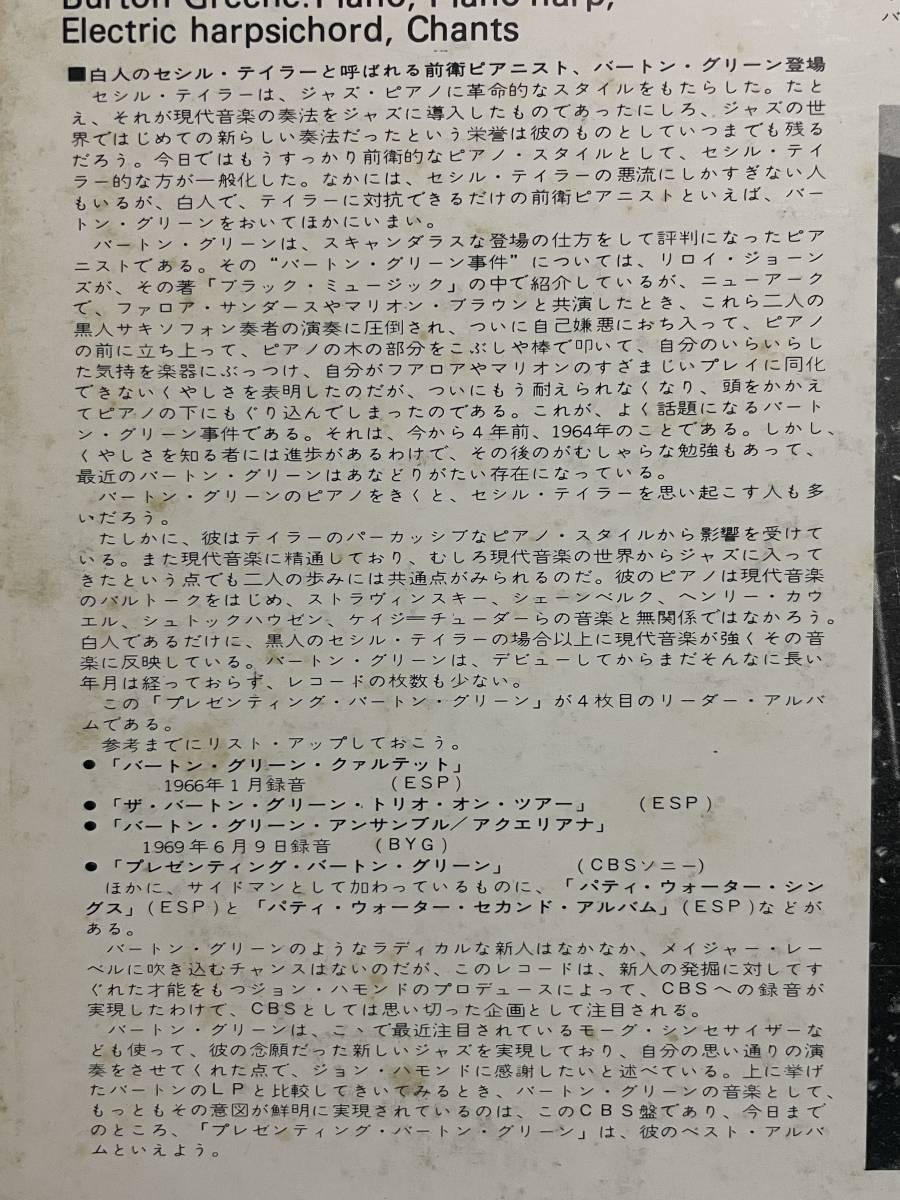 Burton Greene: Piano, Piano harp,
Electric harpsichord, Chants
■白人のセシル・テイラーと呼ばれる前衛ピアニスト、バートン・グリーン登場
セシル・テイラーは、ジャズ・ピアノに革命的なスタイルをもたらした。たと
え、それが現代音楽の奏法をジャズに導入したものであったにしろ、ジャズの世
界ではじめての新らしい奏法だったという栄誉は彼のものとしていつまでも残る
だろう。今日ではもうすっかり前衛的なピアノ・スタイルとして、セシル・テイ
ラー的な方が一般化した。なかには、セシル・テイラーの悪流にしかすぎない人
もいるが、白人で、テイラーに対抗できるだけの前衛ピアニストといえば、バー
トン・グリーンをおいてほかにいまい。
バートン・グリーンは、スキャンダラスな登場の仕方をして評判になったピア
ニストである。その“バートン・グリーン事件”については、リロイ・ジョーン
ズが、その著「ブラック・ミュージック」の中で紹介しているが、ニューアーク
で、ファロア・サンダースやマリオン・ブラウンと共演したとき、これら二人の
黒人サキソフォン奏者の演奏に圧倒され、ついに自己嫌悪におち入って、ピアノ
の前に立ち上って、ピアノの木の部分をこぶしや棒で叩いて、自分のいらいらし
た気持を楽器にぶっつけ、自分がフアロアやマリオンのすざまじいプレイに同化
できないくやしさを表明したのだが、ついにもう耐えられなくなり、頭をかかえ
てピアノの下にもぐり込んでしまったのである。これが、よく話題になるバート
ン・グリーン事件である。それは、今から4年前、1964年のことである。しかし、
くやしさを知る者には進歩があるわけで、その後のがむしゃらな勉強もあって、
最近のバートン・グリーンはあなどりがたい存在になっている。
バートン・グリーンのピアノをきくと、セシル・テイラーを思い起こす人も多
いだろう。
たしかに、彼はテイラーのパーカッシブなピアノ・スタイルから影響を受けて
いる。また現代音楽に精通しており、むしろ現代音楽の世界からジャズに入って
きたという点でも二人の歩みには共通点がみられるのだ。彼のピアノは現代音楽
のバルトークをはじめ、ストラヴィンスキー、シェーンベルク、ヘンリー・カウ
エル、シュトックハウゼン、ケイジ=チューダーらの音楽と無関係ではなかろう。
白人であるだけに、黒人のセシル・テイラーの場合以上に現代音楽が強くその音
楽に反映している。バートン・グリーンは、デビューしてからまだそんなに長い
年月は経っておらず、レコードの枚数も少ない。
この「プレゼンティング・バートン・グリーン」が4枚目のリーダー・アルバ
ムである。
参考までにリスト・アップしておこう。
●「バートン・グリーン・クァルテット」
1966年1月録音 (ESP)
●「ザ・バートン・グリーン・トリオ・オン・ツアー」 (ESP)
●「バートン・グリーン・アンサンブル/アクエリアナ」
1969年6月9日録音 (BYG)
●「プレゼンティング・バートン・グリーン」 (CBSソニー)
ほかに、サイドマンとして加わっているものに、「パティ・ウォーター・シン
グス」(ESP)と「パティ・ウォーター・セカンド・アルバム」(ESP)などが
ある。
バートン・グリーンのようなラディカルな新人はなかなか、メイジャー・レー
ベルに吹き込むチャンスはないのだが、このレコードは、新人の発掘に対してす
ぐれた才能をもつジョン・ハモンドのプロデュースによって、CBSへの録音が
実現したわけで、CBSとしては思い切った企画として注目される。
バートン・グリーンは、こゝで最近注目されているモーグ・シンセサイザーな
ども使って、彼の念願だった新しいジャズを実現しており、自分の思い通りの演
奏をさせてくれた点で、ジョン・ハモンドに感謝したいと述べている。上に挙げ
たバートンのLPと比較してきいてみるとき、バートン・グリーンの音楽として、
もっともその意図が鮮明に実現されているのは、このCBS盤であり、今日まで
のところ、「プレゼンティング・バートン・グリーン」は、彼のベスト・アルバ
ムといえよう。